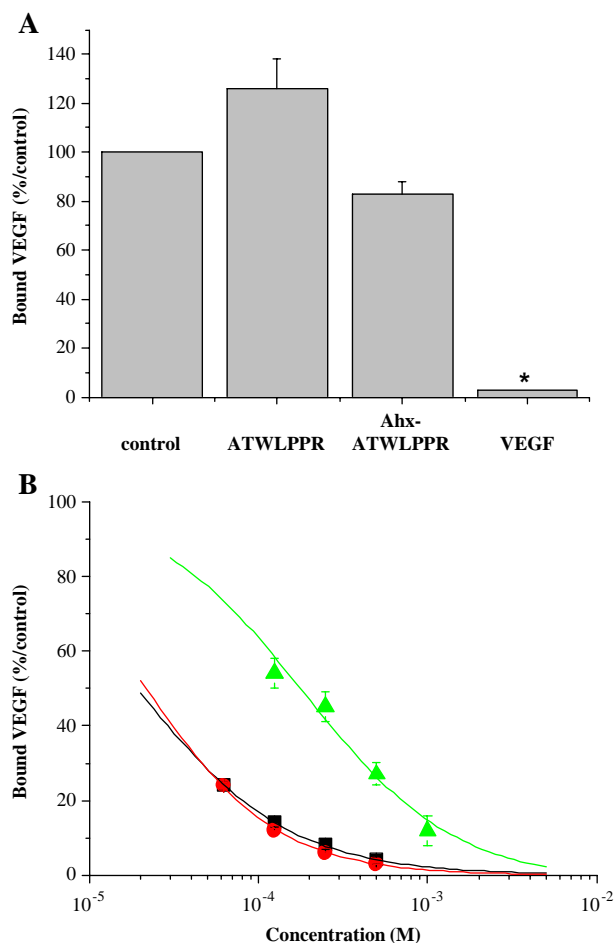 A
Bound VEGF (%/control)
140
120
100
80
60
40
20
0
*
control
ATWLPPR
Ahx-
ATWLPPR
VEGF
B
Bound VEGF (%/control)
100
80
60
40
20
0
10-5
10-4
10-3
10-2
Concentration (M)